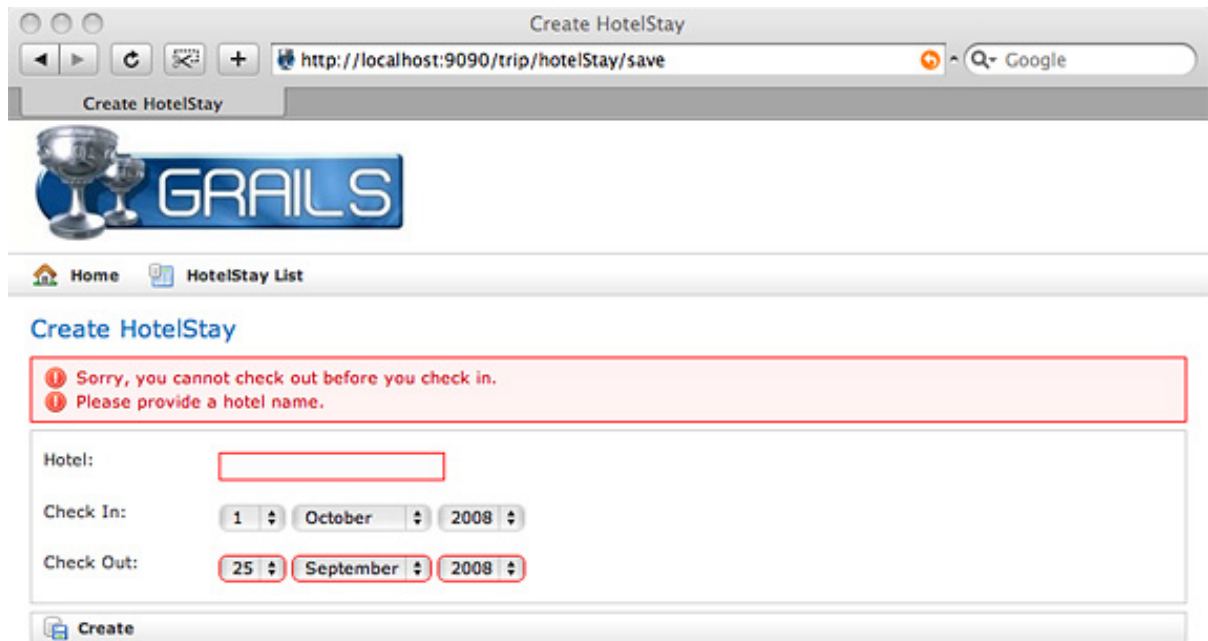 Create HotelStay
http://localhost:9090/trip/hotelStay/save
Google
Create HotelStay
GRAILS
Home HotelStay List
Create HotelStay
Sorry, you cannot check out before you check in.
Please provide a hotel name.
Hotel:
Check In: 1 October 2008
Check Out: 25 September 2008
Create